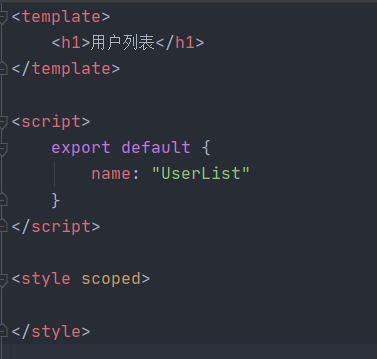 <template>
    <h1>用户列表</h1>
</template>

<script>
    export default {
        name: "UserList"
    }
</script>

<style scoped>

</style>